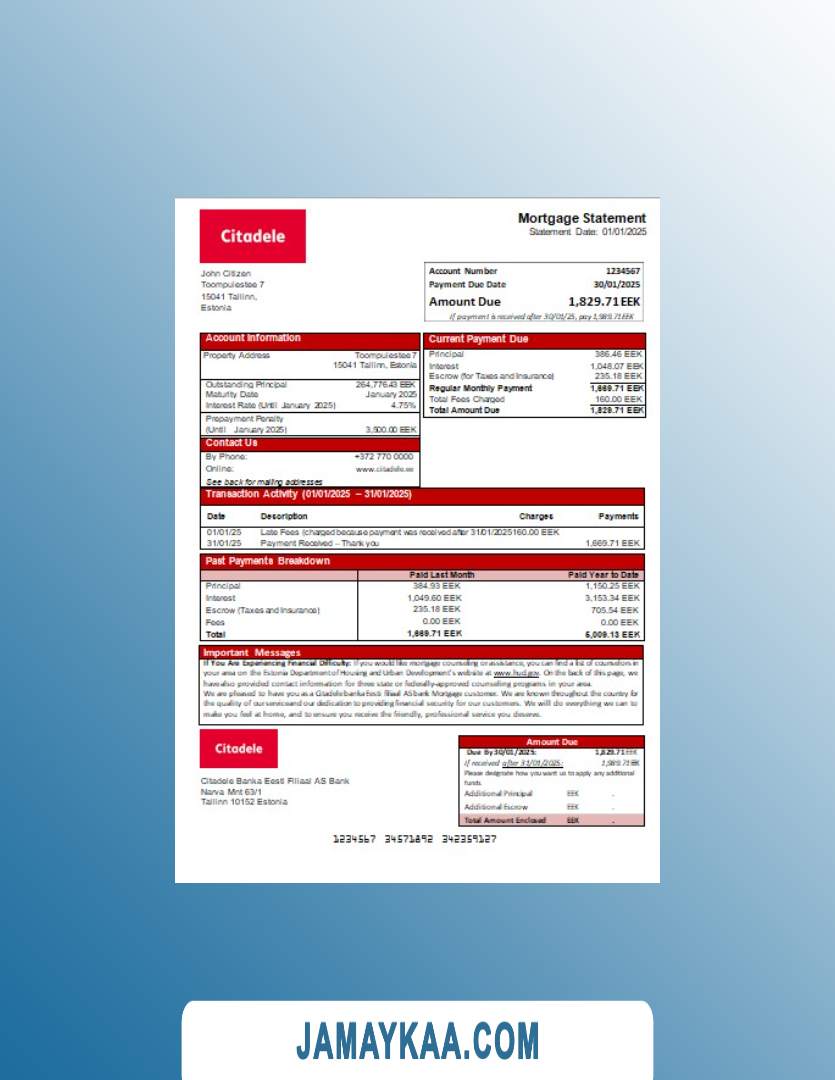 Citadele
Mortgage Statement
Statement Date: 01/01/2025
John Citizen
Toompuiestee 7
15041 Tallinn,
Estonia
Account Number 1234567
Payment Due Date 30/01/2025
Amount Due 1,829.71 EEK
If payment is received after 30/01/25, pay 1,989.71EEK
Account Information
Property Address Toompuiestee 7
15041 Tallinn, Estonia
Outstanding Principal 264,776.43 EEK
Maturity Date January 2025
Interest Rate (Until January 2025) 4.75%
Prepayment Penalty
(Until January 2025) 3,500.00 EEK
Contact Us
By Phone: +372 770 0000
Online: www.citadele.ee
See back for mailing addresses
Current Payment Due
Principal 386.46 EEK
Interest 1,048.07 EEK
Escrow (for Taxes and Insurance) 235.18 EEK
Regular Monthly Payment 1,669.71 EEK
Total Fees Charged 160.00 EEK
Total Amount Due 1,829.71 EEK
Transaction Activity (01/01/2025 – 31/01/2025)
Date Description Charges Payments
01/01/25 Late Fees (charged because payment was received after 31/01/2025160.00 EEK
31/01/25 Payment Received – Thank you 1,669.71 EEK
Past Payments Breakdown
Paid Last Month Paid Year to Date
Principal 384.93 EEK 1,150.25 EEK
Interest 1,049.60 EEK 3,153.34 EEK
Escrow (Taxes and Insurance) 235.18 EEK 705.54 EEK
Fees 0.00 EEK 0.00 EEK
Total 1,669.71 EEK 5,009.13 EEK
Important Messages
If You Are Experiencing Financial Difficulty: If you would like mortgage counseling or assistance, you can find a list of counselors in
your area on the Estonia Department of Housing and Urban Development's website at www.hud.gov. On the back of this page, we
have also provided contact information for three state or federally-approved counseling programs in your area.
We are pleased to have you as a Citadele banka Eesti filiaal AS bank Mortgage customer. We are known throughout the country for
the quality of our service and our dedication to providing financial security for our customers. We will do everything we can to
make you feel at home, and to ensure you receive the friendly, professional service you deserve.
Citadele
Citadele Banka Eesti Filiaal AS Bank
Narva Mnt 63/1
Tallinn 10152 Estonia
Amount Due
Due By 30/01/2025: 1,829.71 EEK
If received after 31/01/2025: 1,989.71 EEK
Please designate how you want us to apply any additional
funds.
Additional Principal EEK .
Additional Escrow EEK .
Total Amount Enclosed EEK .
1234567 34571892 342359127
JAMAYKAA.COM